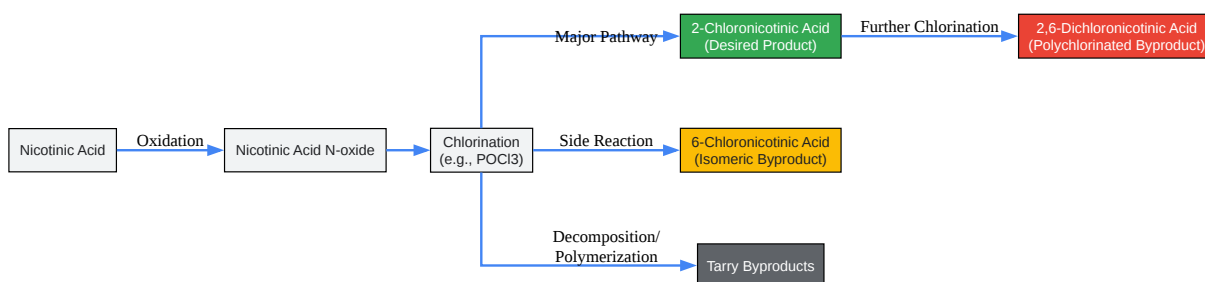 2-Chloronicotinic Acid
(Desired Product)
Major Pathway
Further Chlorination
2,6-Dichloronicotinic Acid
(Polychlorinated Byproduct)
Nicotinic Acid
Oxidation
Nicotinic Acid N-oxide
Chlorination
(e.g., POCl3)
Side Reaction
6-Chloronicotinic Acid
(Isomeric Byproduct)
Decomposition/
Polymerization
Tarry Byproducts